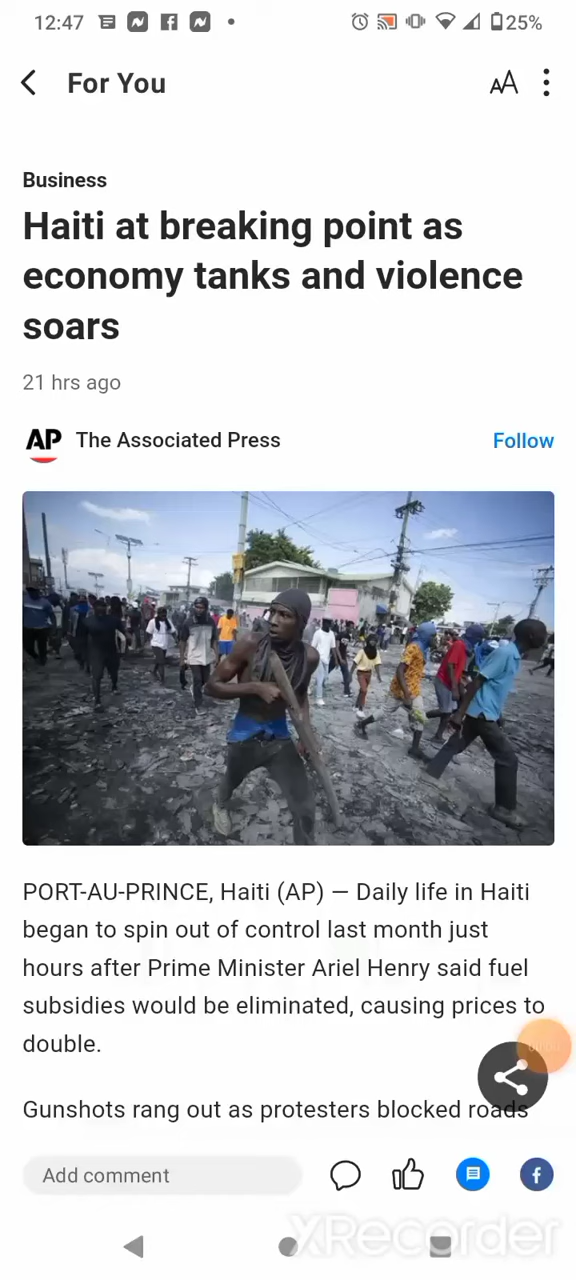 12:47
25%
For You
AA
Business
Haiti at breaking point as
economy tanks and violence
soars
21 hrs ago
AP The Associated Press Follow
PORT-AU-PRINCE, Haiti (AP) — Daily life in Haiti
began to spin out of control last month just
hours after Prime Minister Ariel Henry said fuel
subsidies would be eliminated, causing prices to
double.
Gunshots rang out as protesters blocked roads
Add comment
XRecorder